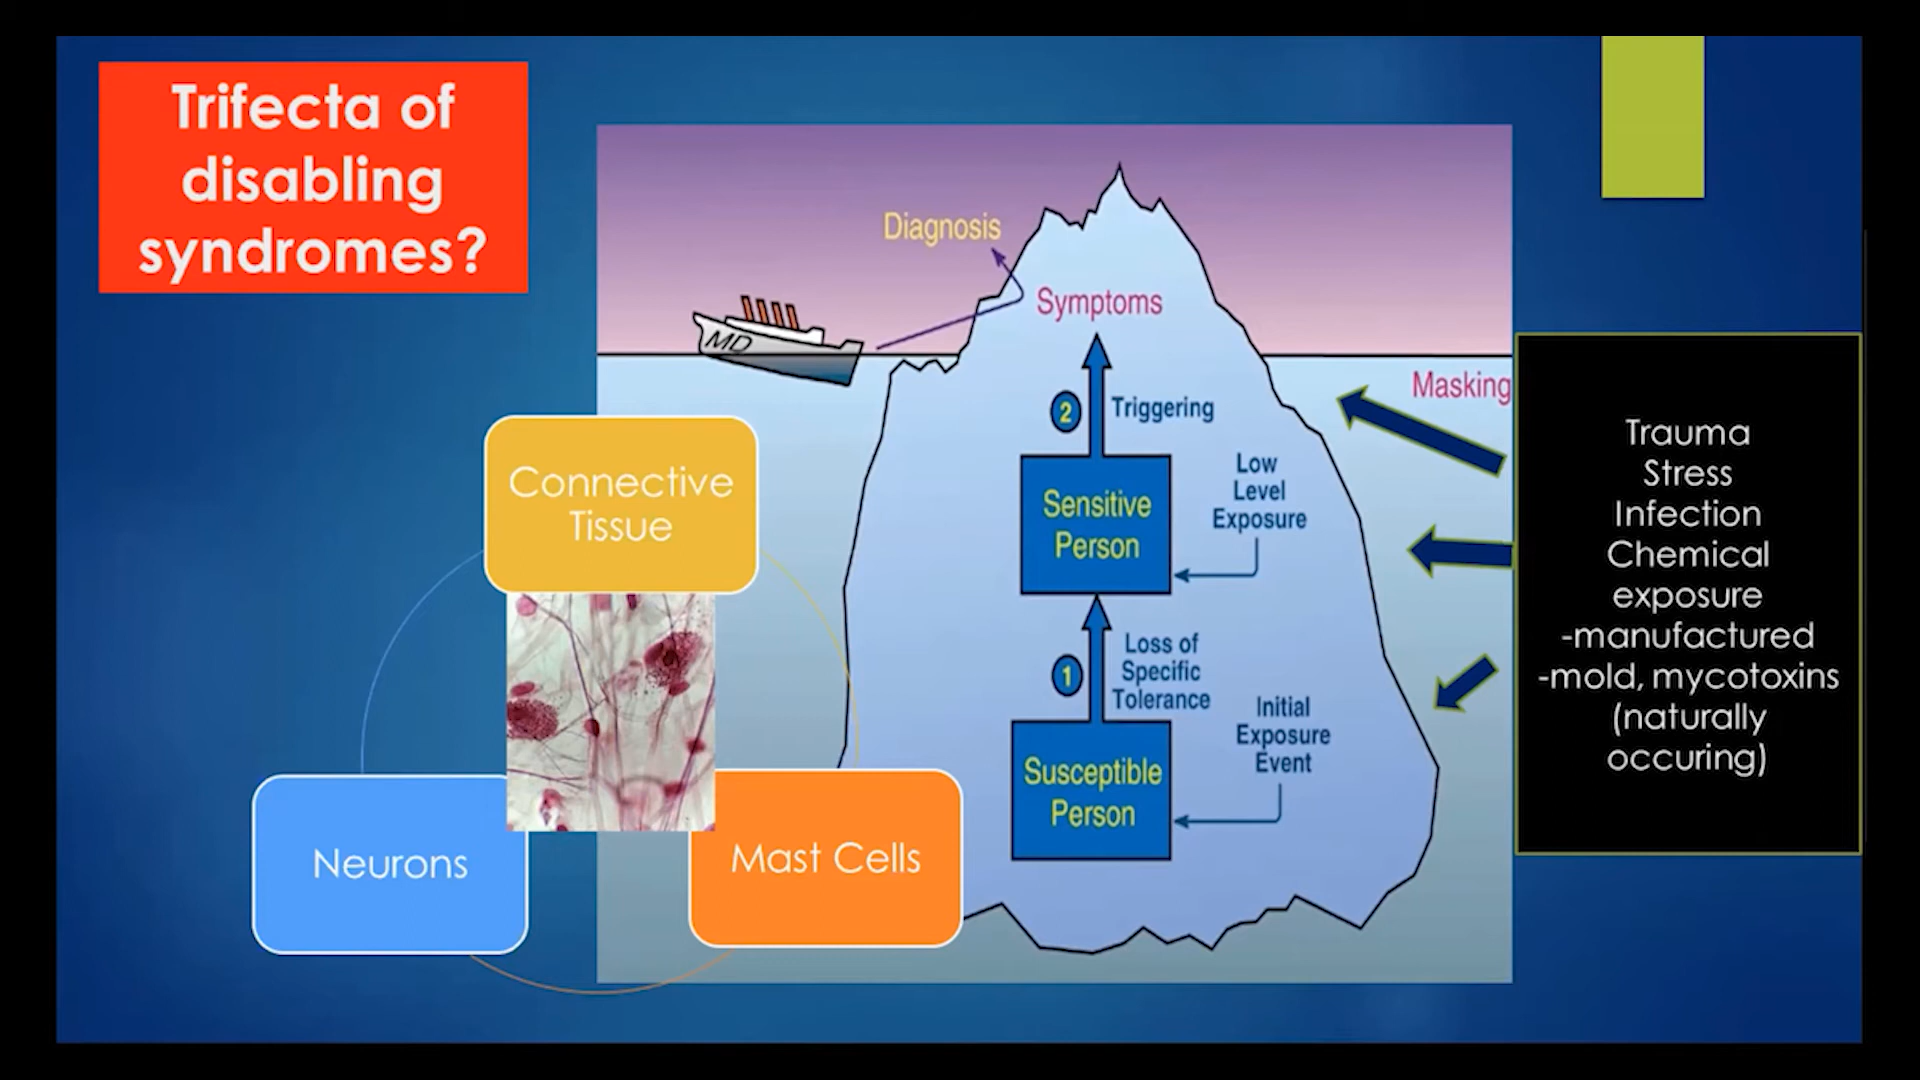 Trifecta of
disabling
syndromes?
Diagnosis
Symptoms
MD
Masking
2
Triggering
Sensitive
Person
Low
Level
Exposure
1
Loss of
Specific
Tolerance
Susceptible
Person
Initial
Exposure
Event
Connective
Tissue
Neurons
Mast Cells
Trauma
Stress
Infection
Chemical
exposure
-manufactured
-mold, mycotoxins
(naturally
occuring)